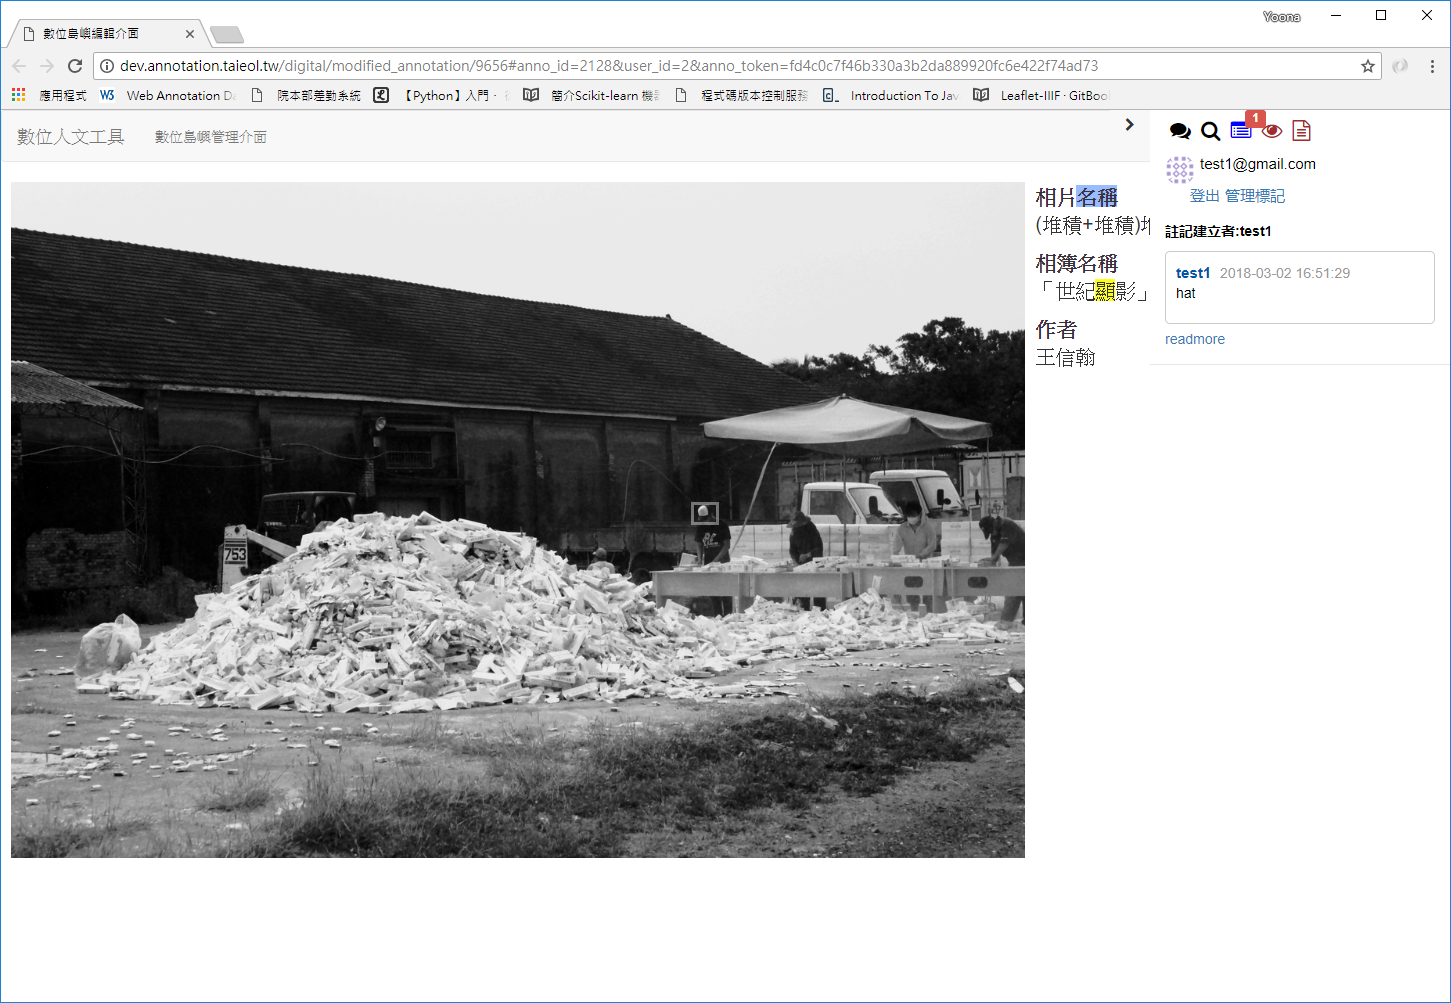 Yoona
數位島嶼編輯介面
dev.annotation.taieol.tw/digital/modified_annotation/9656#anno_id=2128&user_id=2&anno_token=fd4c0c7f46b330a3b2da889920fc6e422f74ad73
應用程式 W3 Web Annotation 院本部差勤系統 【Python】入門 · 簡介Scikit-learn 程式碼版本控制服務 Introduction To Jav Leaflet-IIIF · GitBoo
數位人文工具 數位島嶼管理介面
1
test1@gmail.com
登出 管理標記
註記建立者:test1
test1 2018-03-02 16:51:29
hat
readmore
相片名稱
(堆積+堆積)堆
相簿名稱
「世紀顯影」
作者
王信翰
753